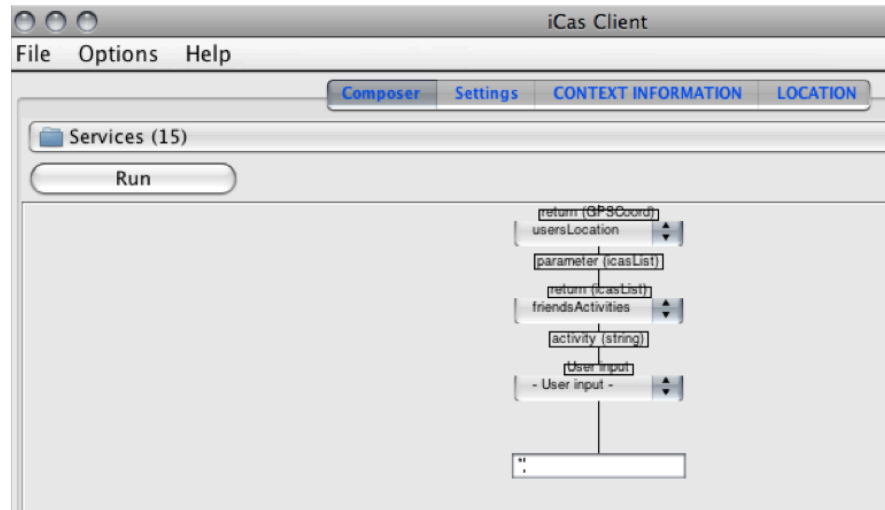 iCas Client
File Options Help
Composer Settings CONTEXT INFORMATION LOCATION
Services (15)
Run
return (GPSCoord)
usersLocation
parameter (icasList)
return (icasList)
friendsActivities
activity (string)
User input
- User input -